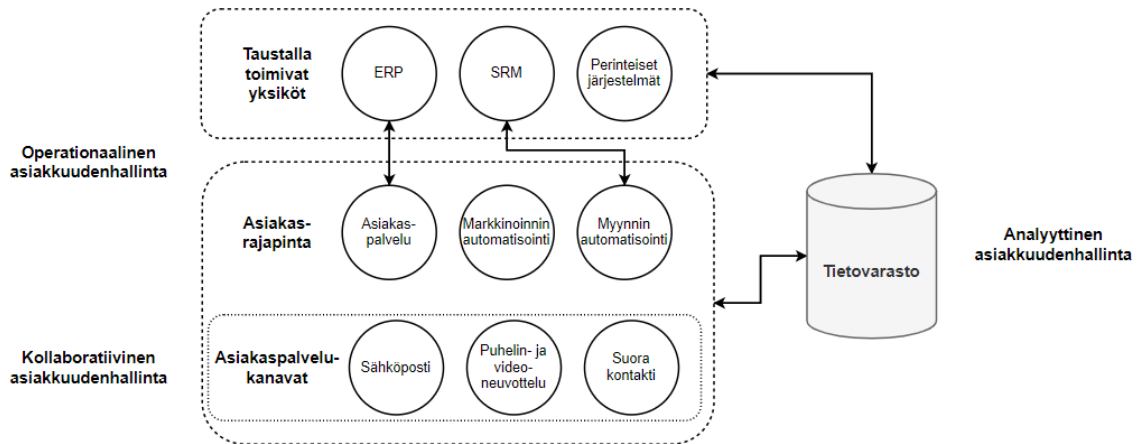 Taustalla
toimivat
yksiköt
ERP
SRM
Perinteiset
järjestelmät
Operationaalinen
asiakkuudenhallinta
Asiakas-
rajapinta
Asiakas-
palvelu
Markkinoinnin
automatisointi
Myynnin
automatisointi
Tietovarasto
Analyyttinen
asiakkuudenhallinta
Kollaboratiivinen
asiakkuudenhallinta
Asiakaspalvelu-
kanavat
Sähköposti
Puhelin- ja
video-
neuvottelu
Suora
kontakti